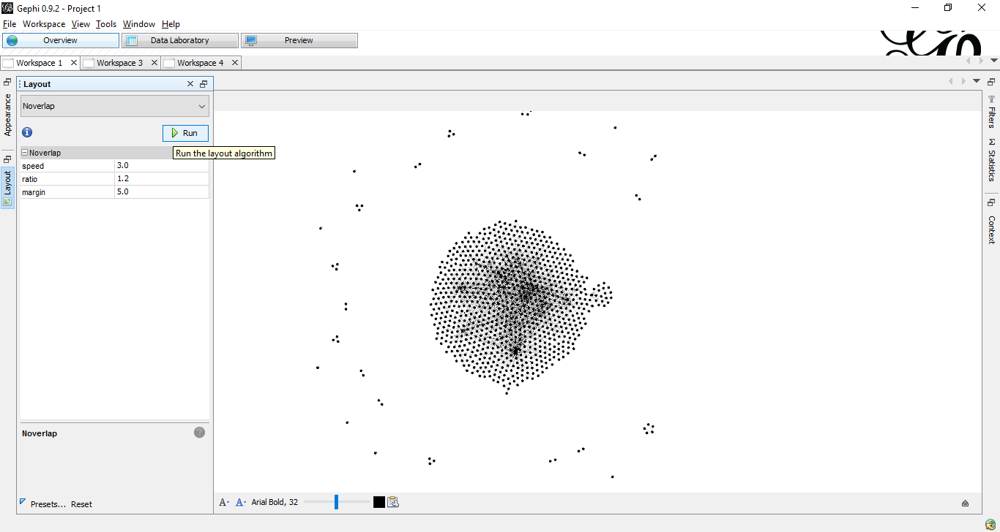 Gephi 0.9.2 - Project 1
File Workspace View Tools Window Help
Overview Data Laboratory Preview
Workspace 1 Workspace 3 Workspace 4
Layout
Noverlap
Run
Run the layout algorithm
Noverlap
speed 3.0
ratio 1.2
margin 5.0
Noverlap
Presets... Reset
Appearance
Layout
Filters
Statistics
Context
A- A- Arial Bold, 32